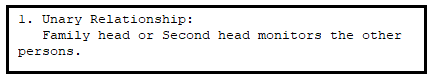 1. Unary Relationship:
Family head or Second head monitors the other
persons.